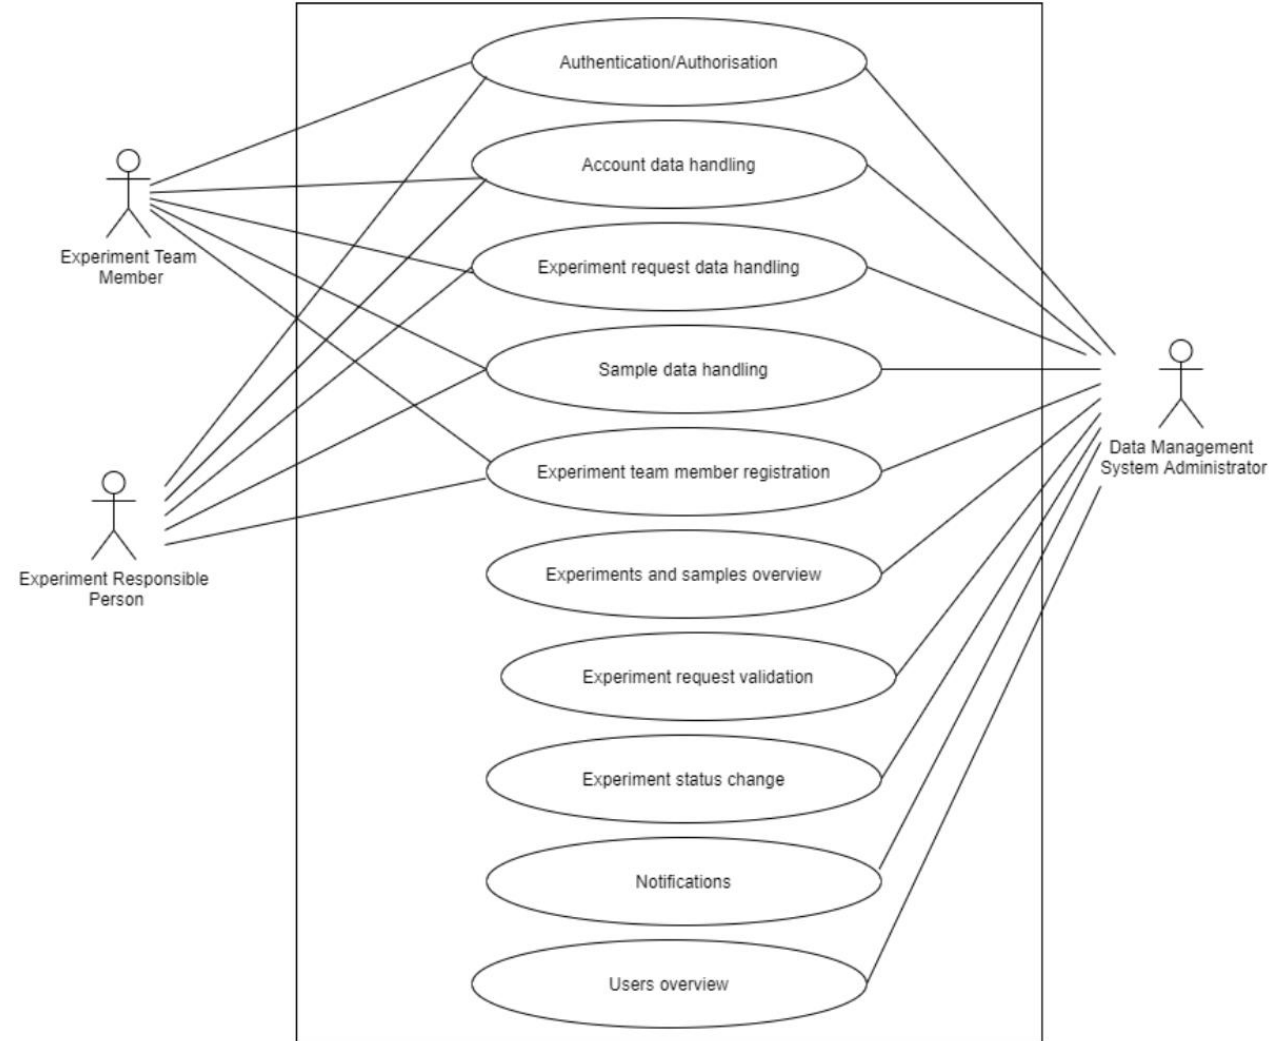 Authentication/Authorisation
Account data handling
Experiment Team
Member
Experiment request data handling
Sample data handling
Data Management
System Administrator
Experiment team member registration
Experiments and samples overview
Experiment Responsible
Person
Experiment request validation
Experiment status change
Notifications
Users overview